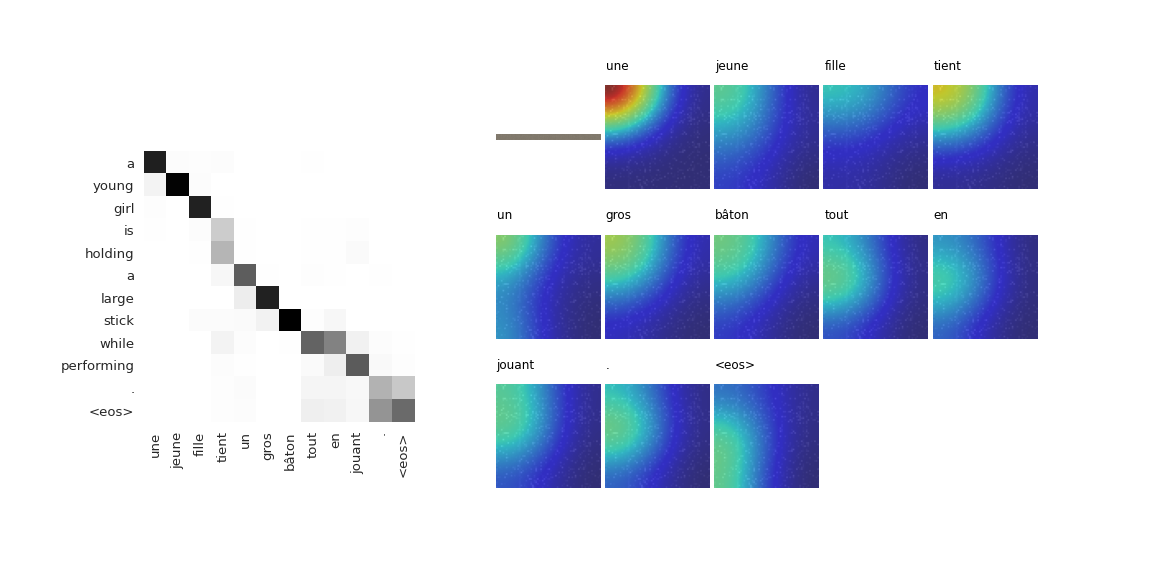 a
young
girl
is
holding
a
large
stick
while
performing
.
<eos>
une
jeune
fille
tient
un
gros
bâton
tout
en
jouant
.
<eos>
une jeune fille tient
un gros bâton tout en
jouant . <eos>